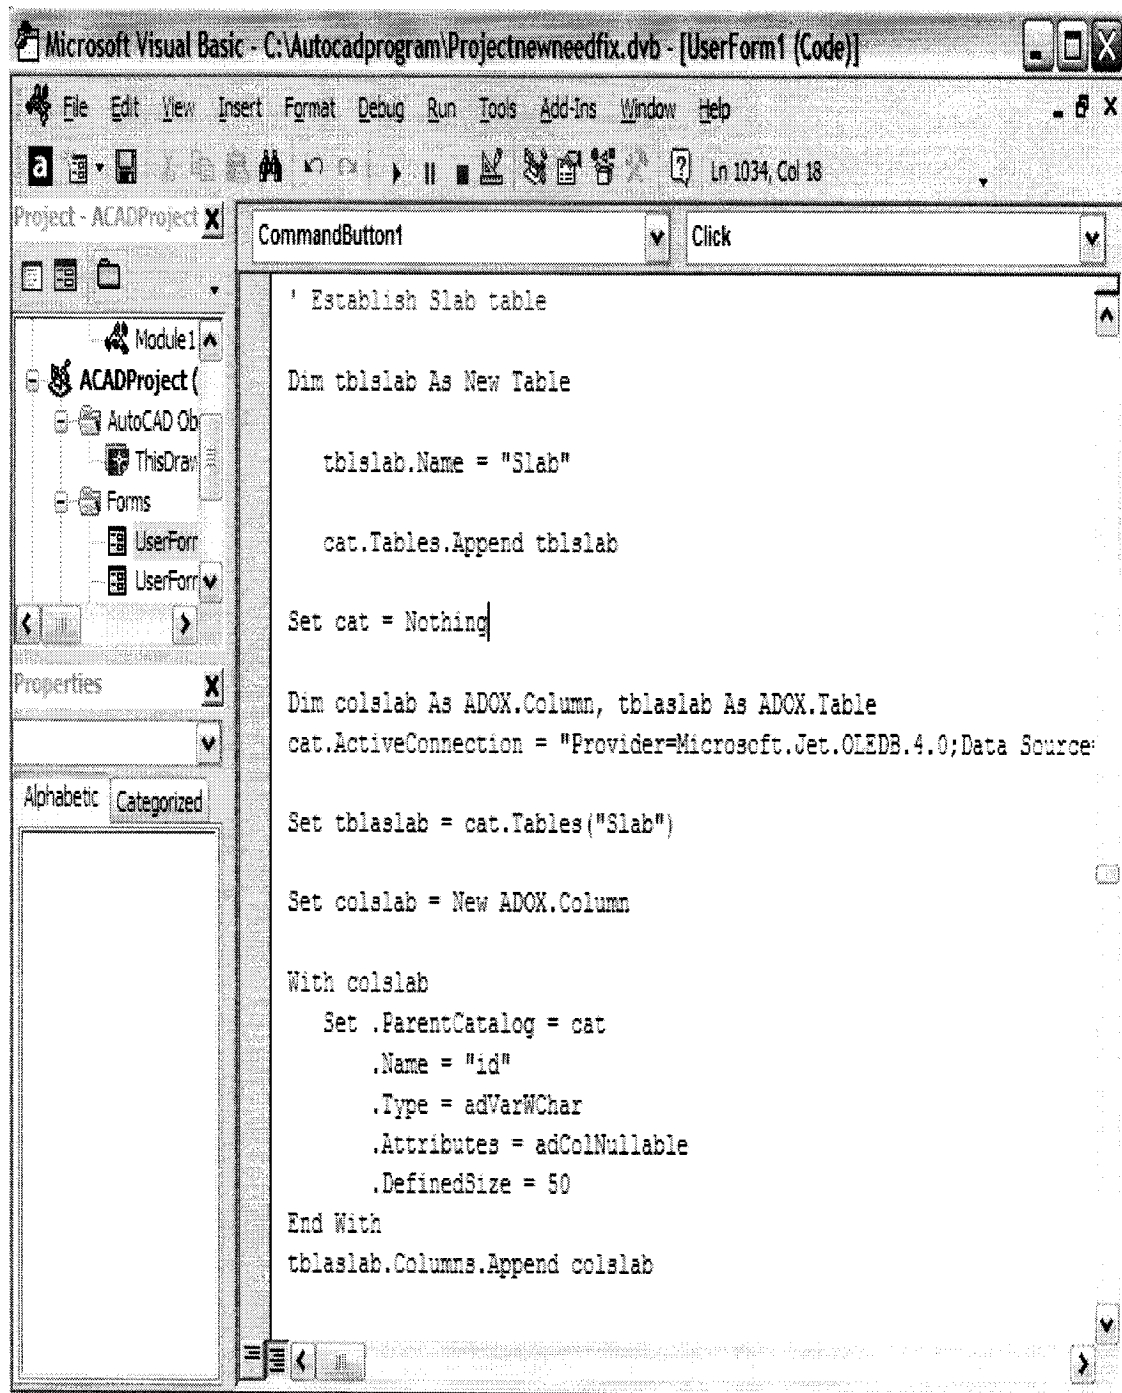 Microsoft Visual Basic - C:\Autocadprogram\Projectnewneedfix.dvb - [UserForm1 (Code)]
File Edit View Insert Format Debug Run Tools Add-Ins Window Help
Ln 1034, Col 18
Project - ACADProject
CommandButton1
Click
Module1
ACADProject (
AutoCAD Ob
ThisDraw
Forms
UserForr
UserForr
Properties
Alphabetic Categorized
' Establish Slab table
Dim tblslab As New Table
tblslab.Name = "Slab"
cat.Tables.Append tblslab
Set cat = Nothing
Dim colslab As ADOX.Column, tblaslab As ADOX.Table
cat.ActiveConnection = "Provider=Microsoft.Jet.OLEDB.4.0;Data Source=
Set tblaslab = cat.Tables("Slab")
Set colslab = New ADOX.Column
With colslab
Set .ParentCatalog = cat
.Name = "id"
.Type = adVarWChar
.Attributes = adColNullable
.DefinedSize = 50
End With
tblaslab.Columns.Append colslab